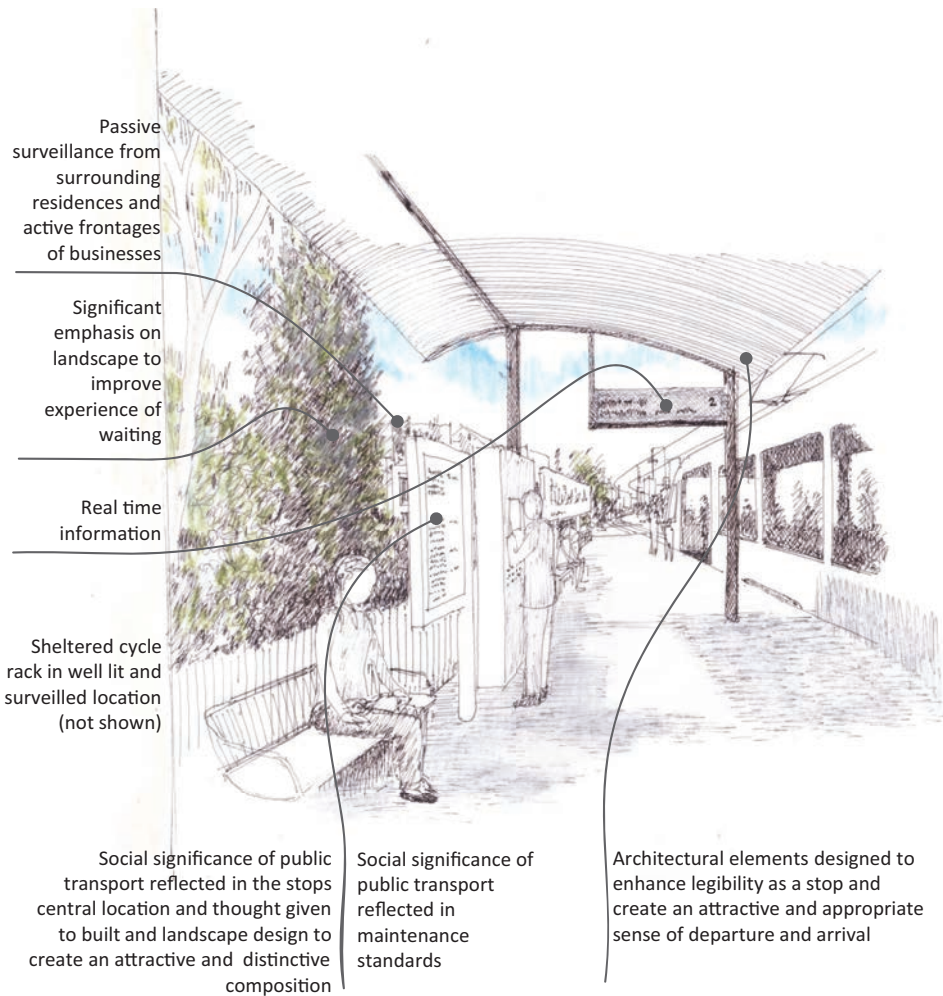 Passive
surveillance from
surrounding
residences and
active frontages
of businesses
Significant
emphasis on
landscape to
improve
experience of
waiting
Real time
information
Sheltered cycle
rack in well lit and
surveilled location
(not shown)
2
Social significance of public
transport reflected in the stops
central location and thought given
to built and landscape design to
create an attractive and distinctive
composition
Social significance of
public transport
reflected in
maintenance
standards
Architectural elements designed to
enhance legibility as a stop and
create an attractive and appropriate
sense of departure and arrival